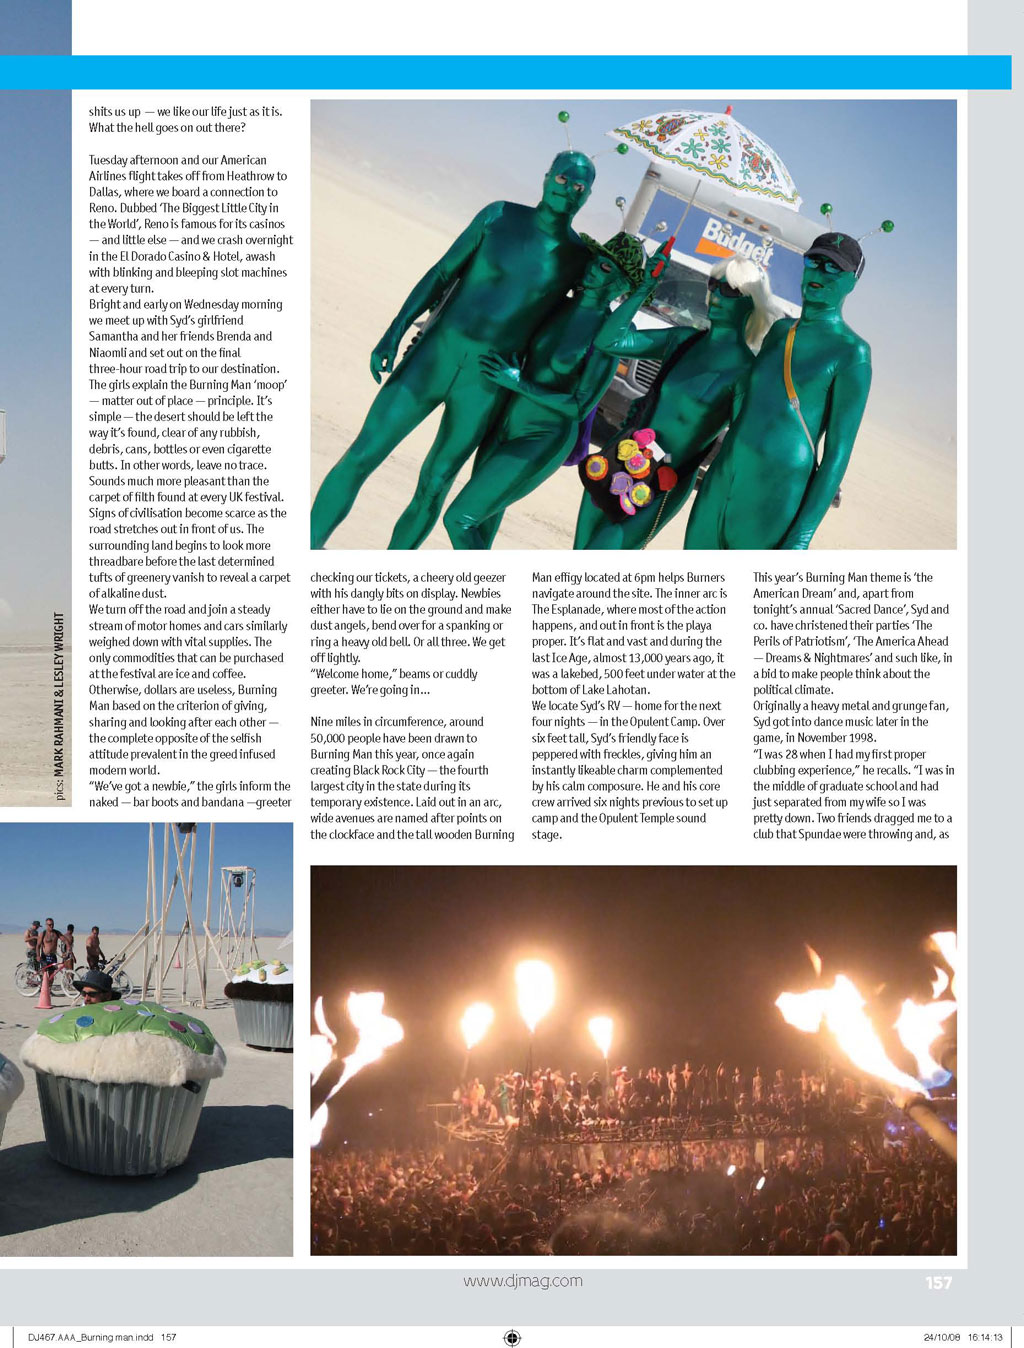 shits us up — we like our life just as it is.
What the hell goes on out there?
Tuesday afternoon and our American
Airlines flight takes off from Heathrow to
Dallas, where we board a connection to
Reno. Dubbed ‘The Biggest Little City in
the World’, Reno is famous for its casinos
— and little else — and we crash overnight
in the El Dorado Casino & Hotel, awash
with blinking and bleeping slot machines
at every turn.
Bright and early on Wednesday morning
we meet up with Syd’s girlfriend
Samantha and her friends Brenda and
Niaomli and set out on the final
three-hour road trip to our destination.
The girls explain the Burning Man ‘moop’
— matter out of place — principle. It’s
simple — the desert should be left the
way it’s found, clear of any rubbish,
debris, cans, bottles or even cigarette
butts. In other words, leave no trace.
Sounds much more pleasant than the
carpet of filth found at every UK festival.
Signs of civilisation become scarce as the
road stretches out in front of us. The
surrounding land begins to look more
threadbare before the last determined
tufts of greenery vanish to reveal a carpet
of alkaline dust.
We turn off the road and join a steady
stream of motor homes and cars similarly
weighed down with vital supplies. The
only commodities that can be purchased
at the festival are ice and coffee.
Otherwise, dollars are useless, Burning
Man based on the criterion of giving,
sharing and looking after each other —
the complete opposite of the selfish
attitude prevalent in the greed infused
modern world.
“We’ve got a newbie,” the girls inform the
naked — bar boots and bandana —greeter
checking our tickets, a cheery old geezer
with his dangly bits on display. Newbies
either have to lie on the ground and make
dust angels, bend over for a spanking or
ring a heavy old bell. Or all three. We get
off lightly.
“Welcome home,” beams or cuddly
greeter. We’re going in...
Nine miles in circumference, around
50,000 people have been drawn to
Burning Man this year, once again
creating Black Rock City — the fourth
largest city in the state during its
temporary existence. Laid out in an arc,
wide avenues are named after points on
the clockface and the tall wooden Burning
Man effigy located at 6pm helps Burners
navigate around the site. The inner arc is
The Esplanade, where most of the action
happens, and out in front is the playa
proper. It’s flat and vast and during the
last Ice Age, almost 13,000 years ago, it
was a lakebed, 500 feet under water at the
bottom of Lake Lahotan.
We locate Syd’s RV — home for the next
four nights — in the Opulent Camp. Over
six feet tall, Syd’s friendly face is
peppered with freckles, giving him an
instantly likeable charm complemented
by his calm composure. He and his core
crew arrived six nights previous to set up
camp and the Opulent Temple sound
stage.
This year’s Burning Man theme is ‘the
American Dream’ and, apart from
tonight’s annual ‘Sacred Dance’, Syd and
co. have christened their parties ‘The
Perils of Patriotism’, ‘The America Ahead
— Dreams & Nightmares’ and such like, in
a bid to make people think about the
political climate.
Originally a heavy metal and grunge fan,
Syd got into dance music later in the
game, in November 1998.
“I was 28 when I had my first proper
clubbing experience,” he recalls. “I was in
the middle of graduate school and had
just separated from my wife so I was
pretty down. Two friends dragged me to a
club that Spundae were throwing and, as
pics: MARK RAHMANI & LESLEY WRIGHT
Budget
www.djmag.com
157
DJ467.AAA_Burning man.indd 157
24/10/08 16:14:13